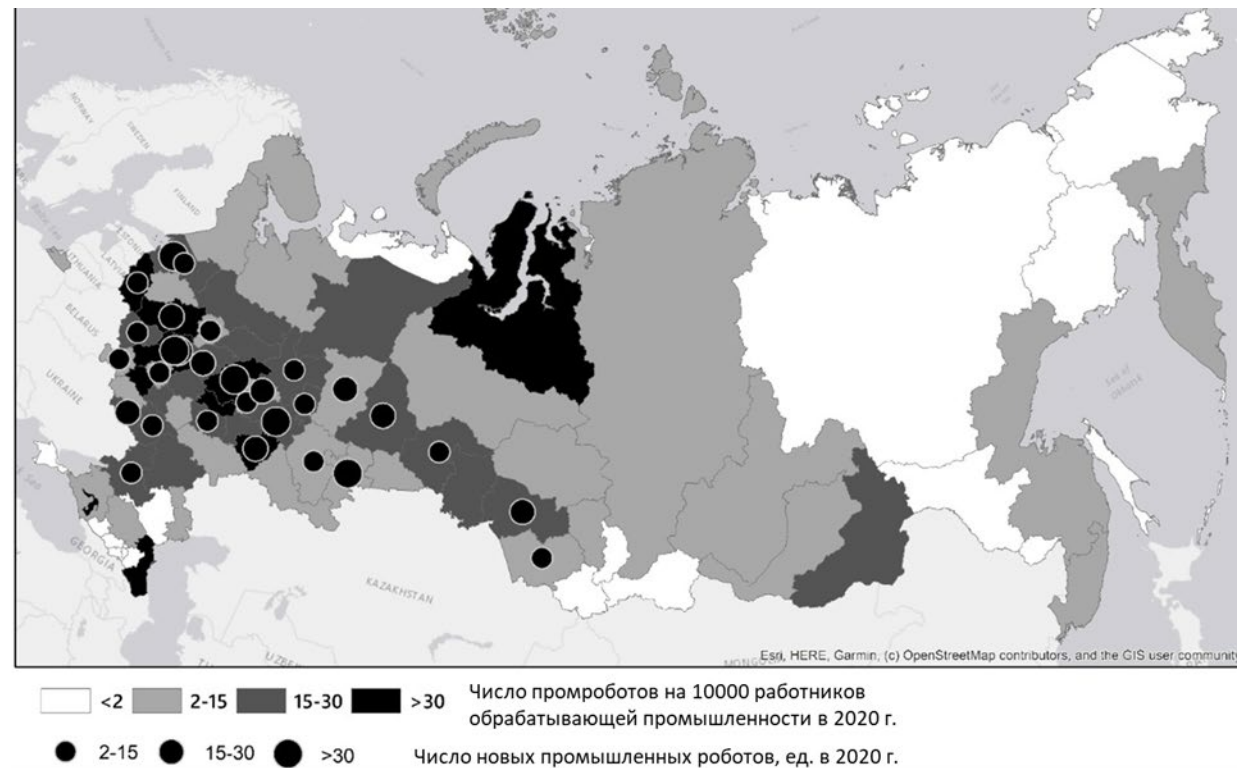 NORWAY
SWEDEN
FINLAND
ESTONIA
LATVIA
LITHUANIA
BELARUS
UKRAINE
GEORGIA
KAZAKHSTAN
Sea of
Okhotsk
Esri, HERE, Garmin, (c) OpenStreetMap contributors, and the GIS user community
<2 2-15 15-30 >30 Число промроботов на 10000 работников
обрабатывающей промышленности в 2020 г.
2-15 15-30 >30 Число новых промышленных роботов, ед. в 2020 г.